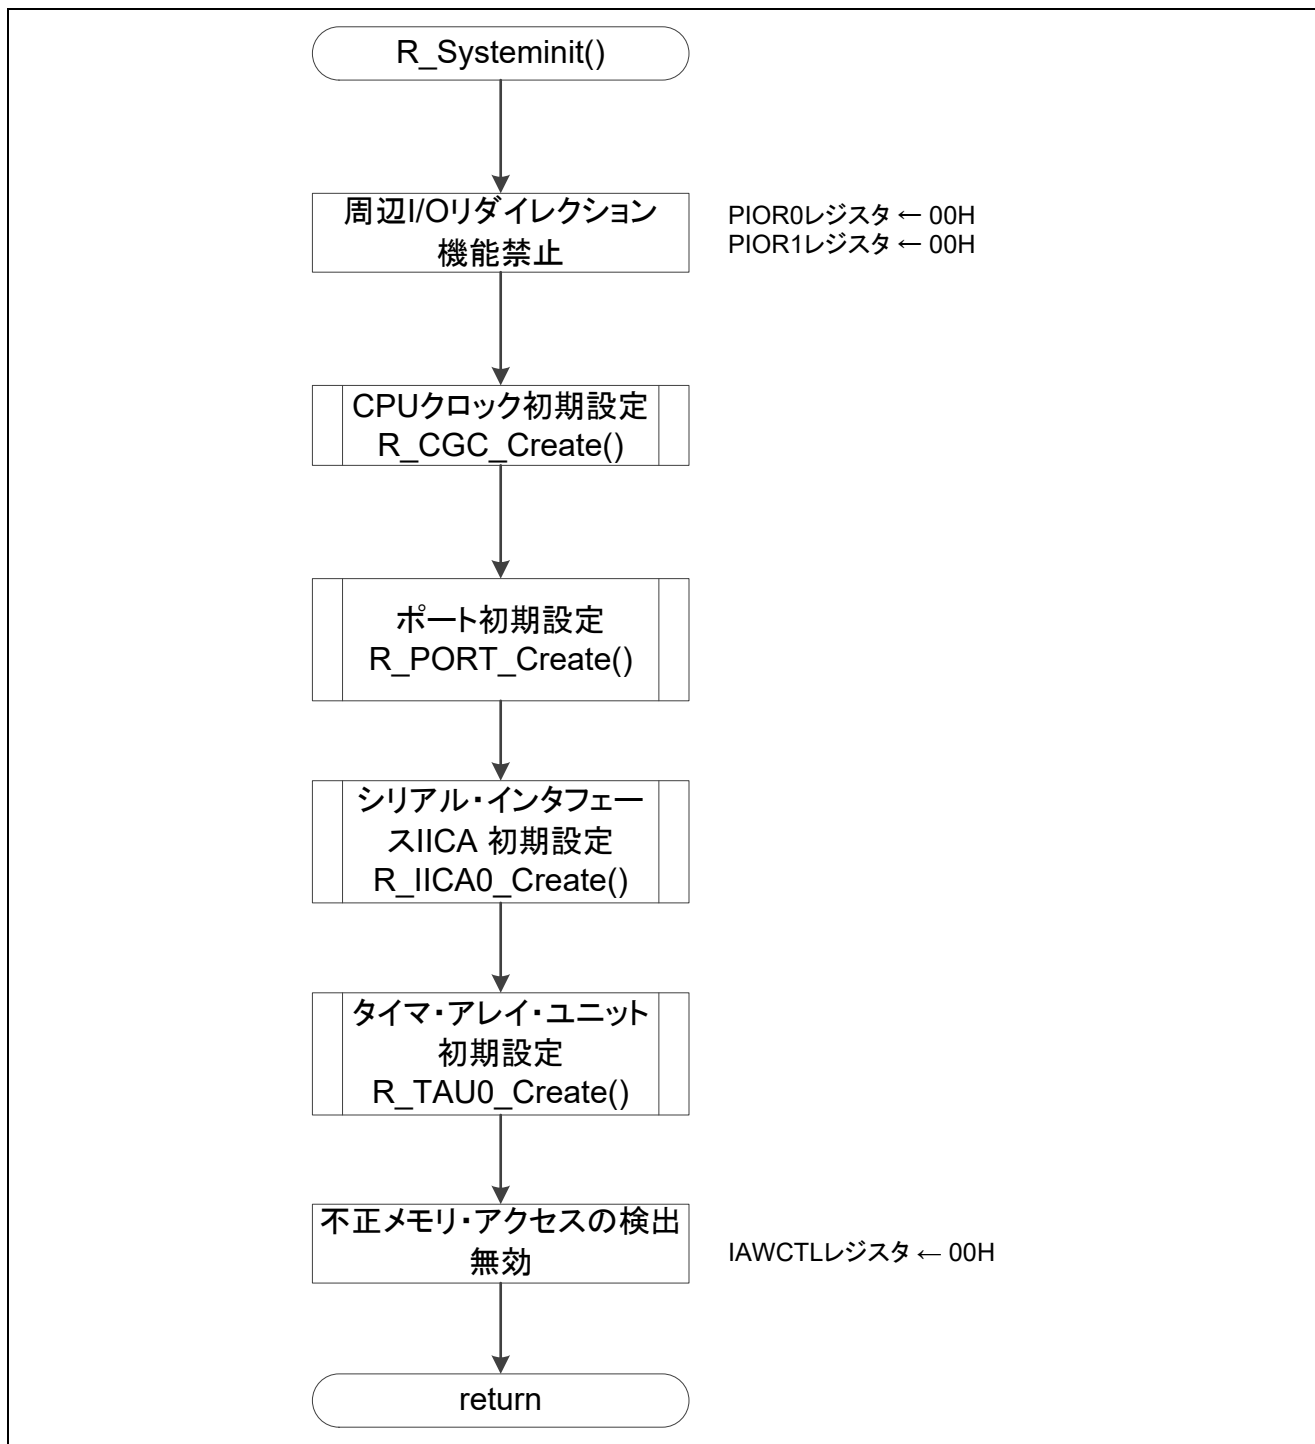 R_Systeminit()
周辺I/Oリダイレクション
機能禁止
PIOR0レジスタ ← 00H
PIOR1レジスタ ← 00H
CPUクロック初期設定
R_CGC_Create()
ポート初期設定
R_PORT_Create()
シリアル・インタフェー
スIICA 初期設定
R_IICA0_Create()
タイマ・アレイ・ユニット
初期設定
R_TAU0_Create()
不正メモリ・アクセスの検出
無効
IAWCTLレジスタ ← 00H
return